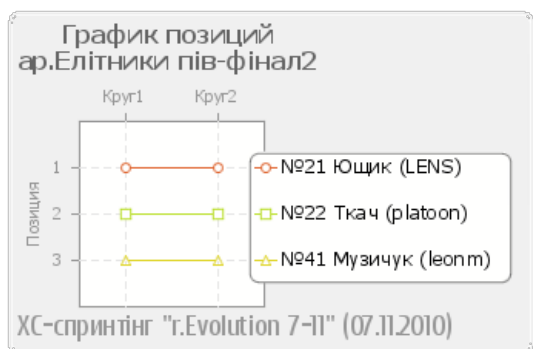 График позиций
ар.Елітники пів-фінал2
Круг1 Круг2
Позиция
1
2
3
№21 Ющик (LENS)
№22 Ткач (platoon)
№41 Музичук (leonm)
ХС-спринтінг "г.Evolution 7-11" (07.11.2010)